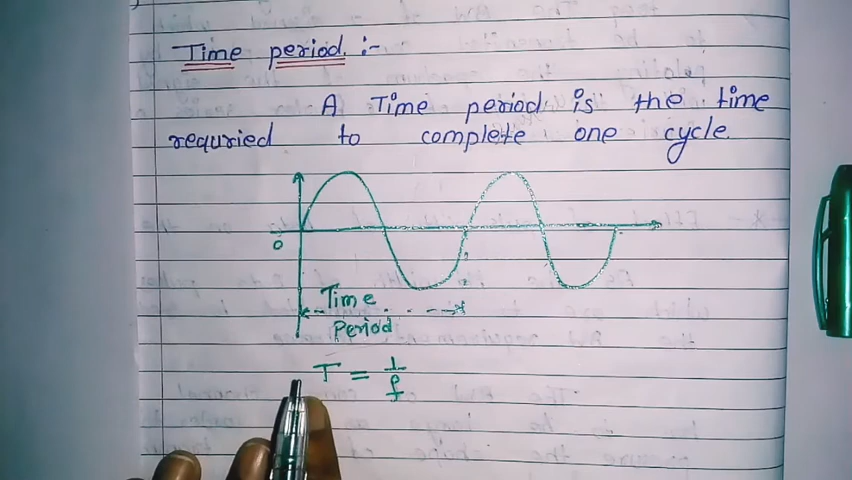 Time period :-
A Time period is the time
requried to complete one cycle.
0
Time
Period
T = 1/f